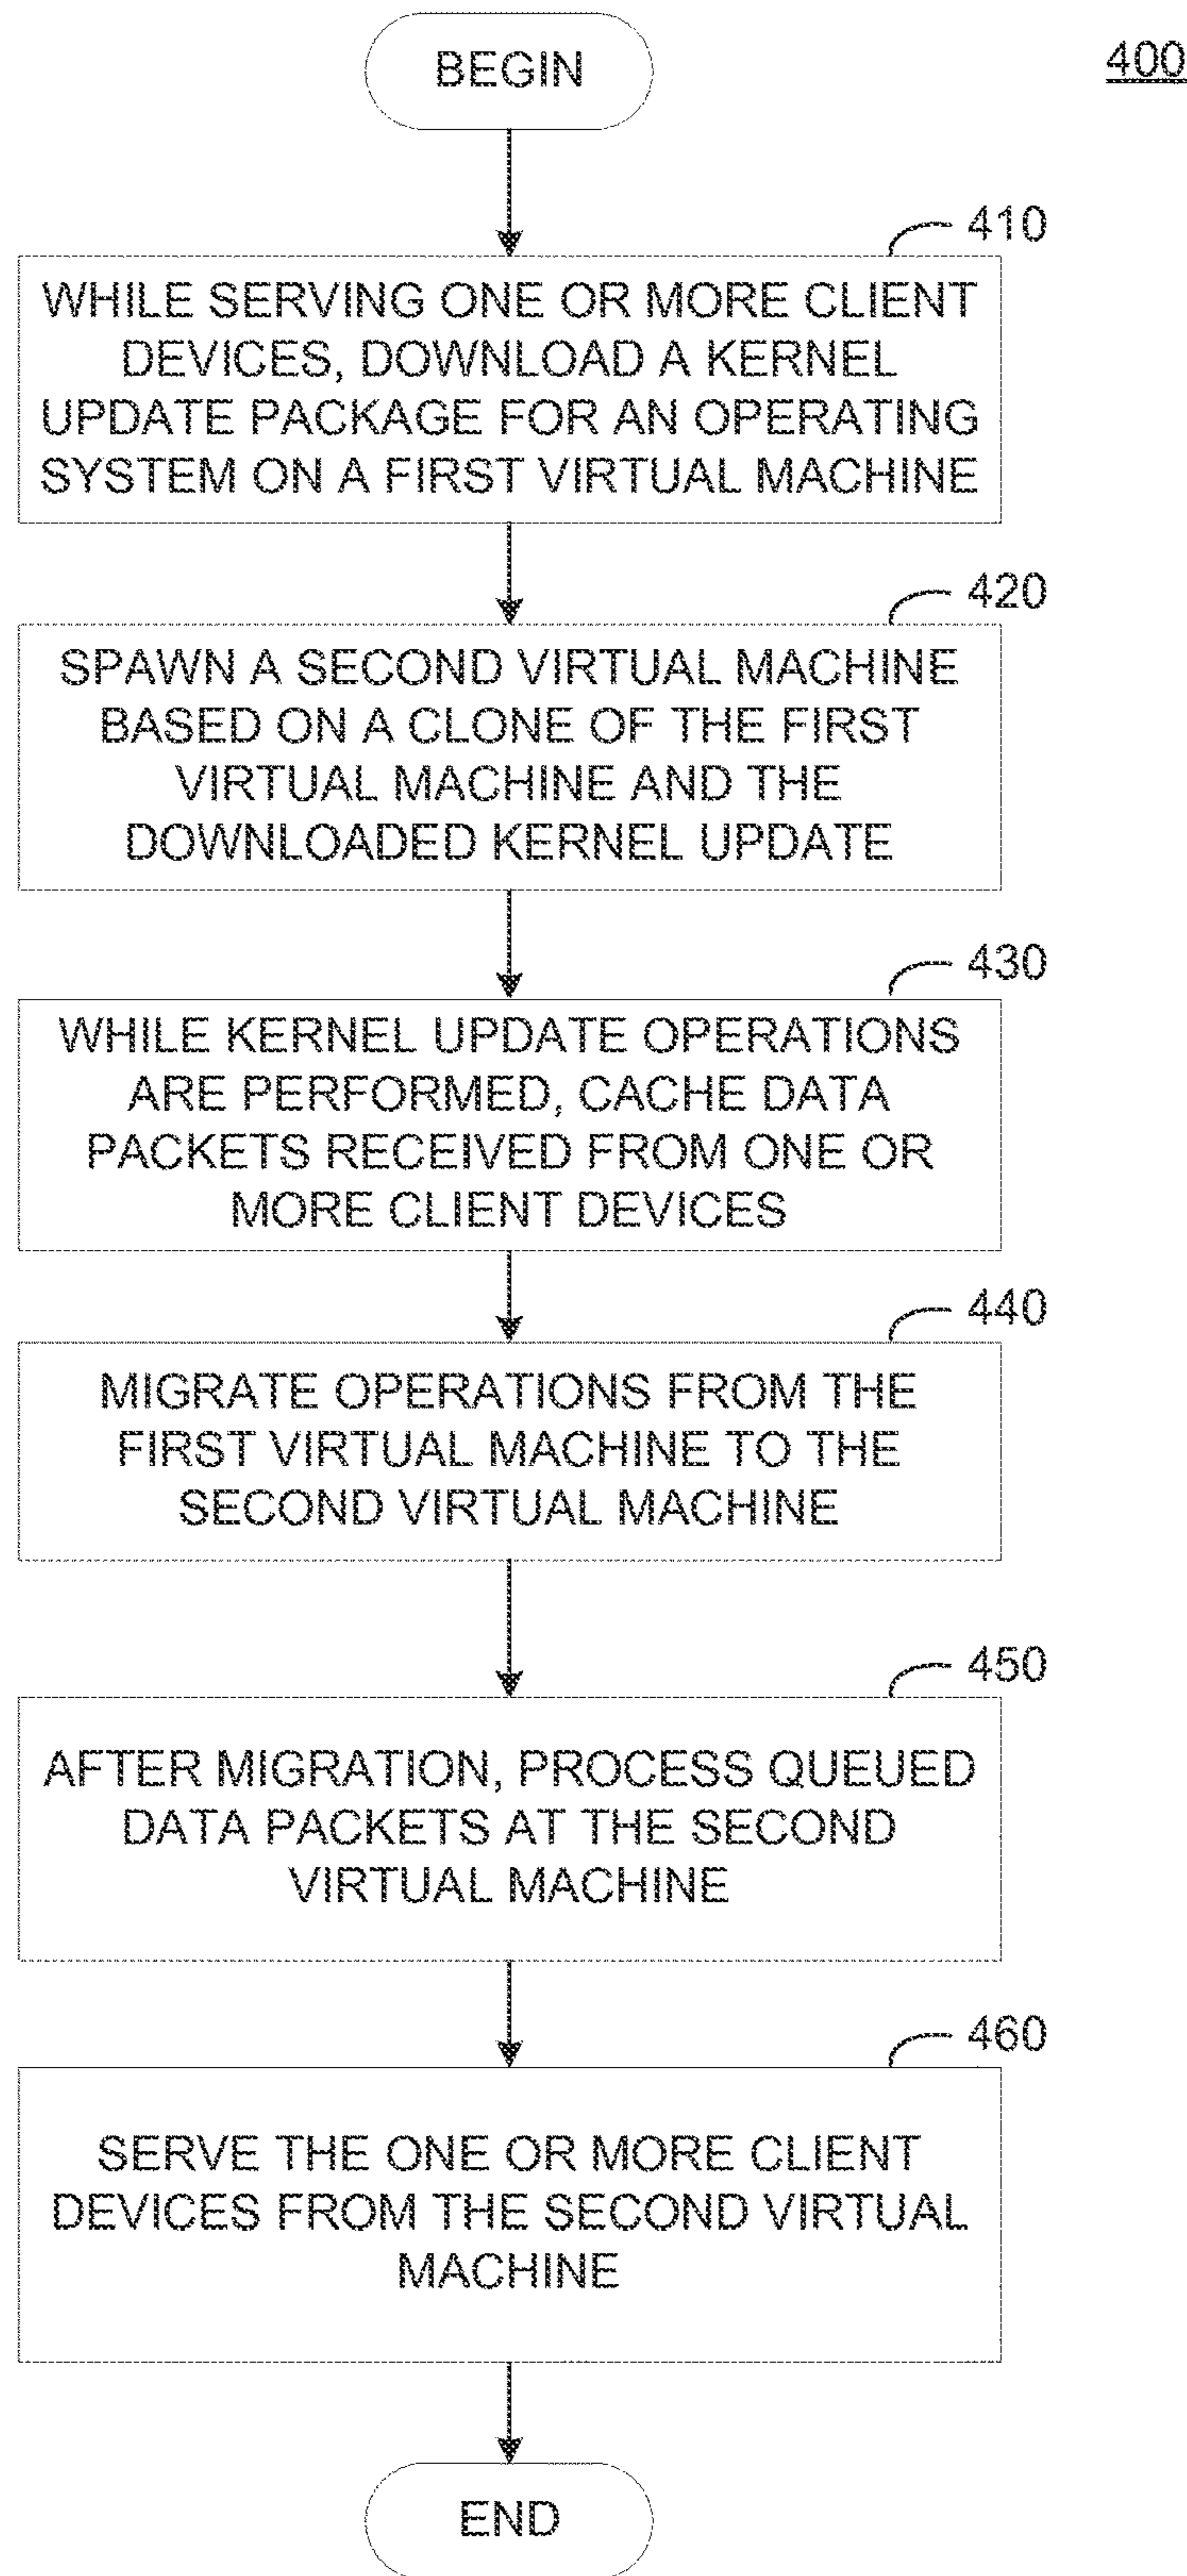 BEGIN
400
410
WHILE SERVING ONE OR MORE CLIENT
DEVICES, DOWNLOAD A KERNEL
UPDATE PACKAGE FOR AN OPERATING
SYSTEM ON A FIRST VIRTUAL MACHINE
420
SPAWN A SECOND VIRTUAL MACHINE
BASED ON A CLONE OF THE FIRST
VIRTUAL MACHINE AND THE
DOWNLOADED KERNEL UPDATE
430
WHILE KERNEL UPDATE OPERATIONS
ARE PERFORMED, CACHE DATA
PACKETS RECEIVED FROM ONE OR
MORE CLIENT DEVICES
440
MIGRATE OPERATIONS FROM THE
FIRST VIRTUAL MACHINE TO THE
SECOND VIRTUAL MACHINE
450
AFTER MIGRATION, PROCESS QUEUED
DATA PACKETS AT THE SECOND
VIRTUAL MACHINE
460
SERVE THE ONE OR MORE CLIENT
DEVICES FROM THE SECOND VIRTUAL
MACHINE
END